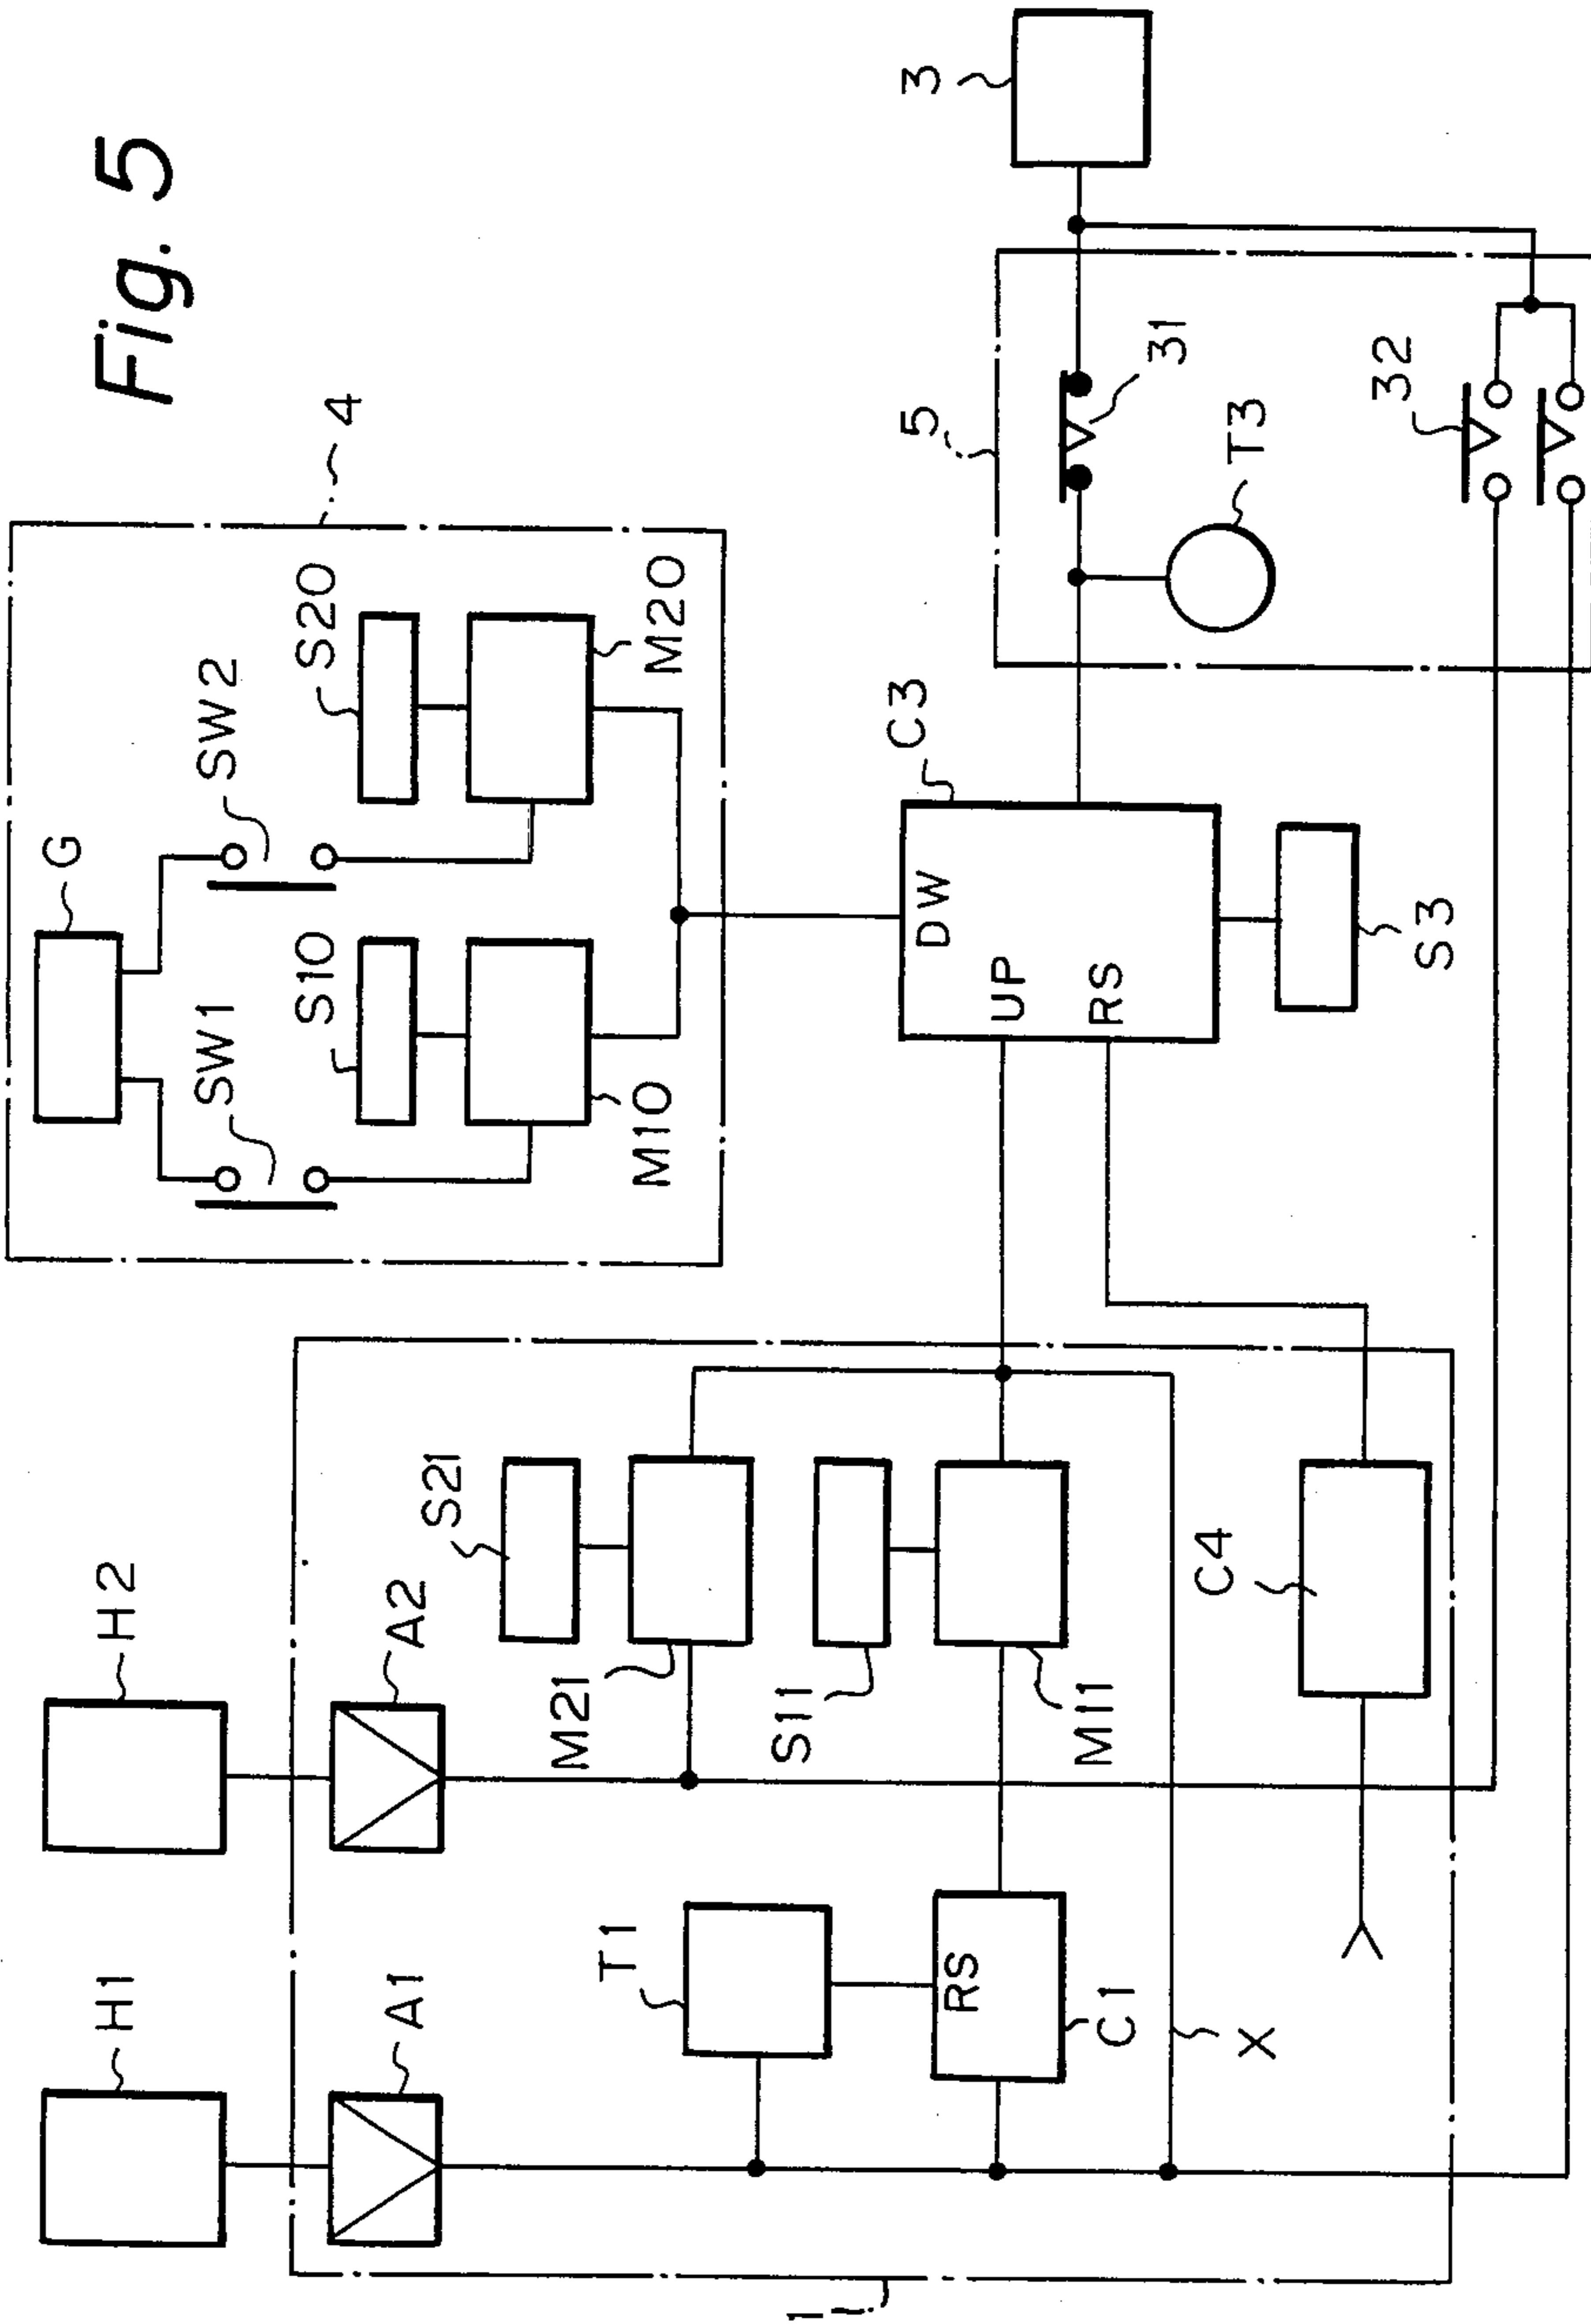 Fig. 5
H1
H2
G
4
A1
A2
SW1
SW2
S10
S20
T1
M21
S21
M10
M20
S11
RS
C1
M11
UP
DW
RS
C3
5
3
X
C4
31
T3
S3
32
1